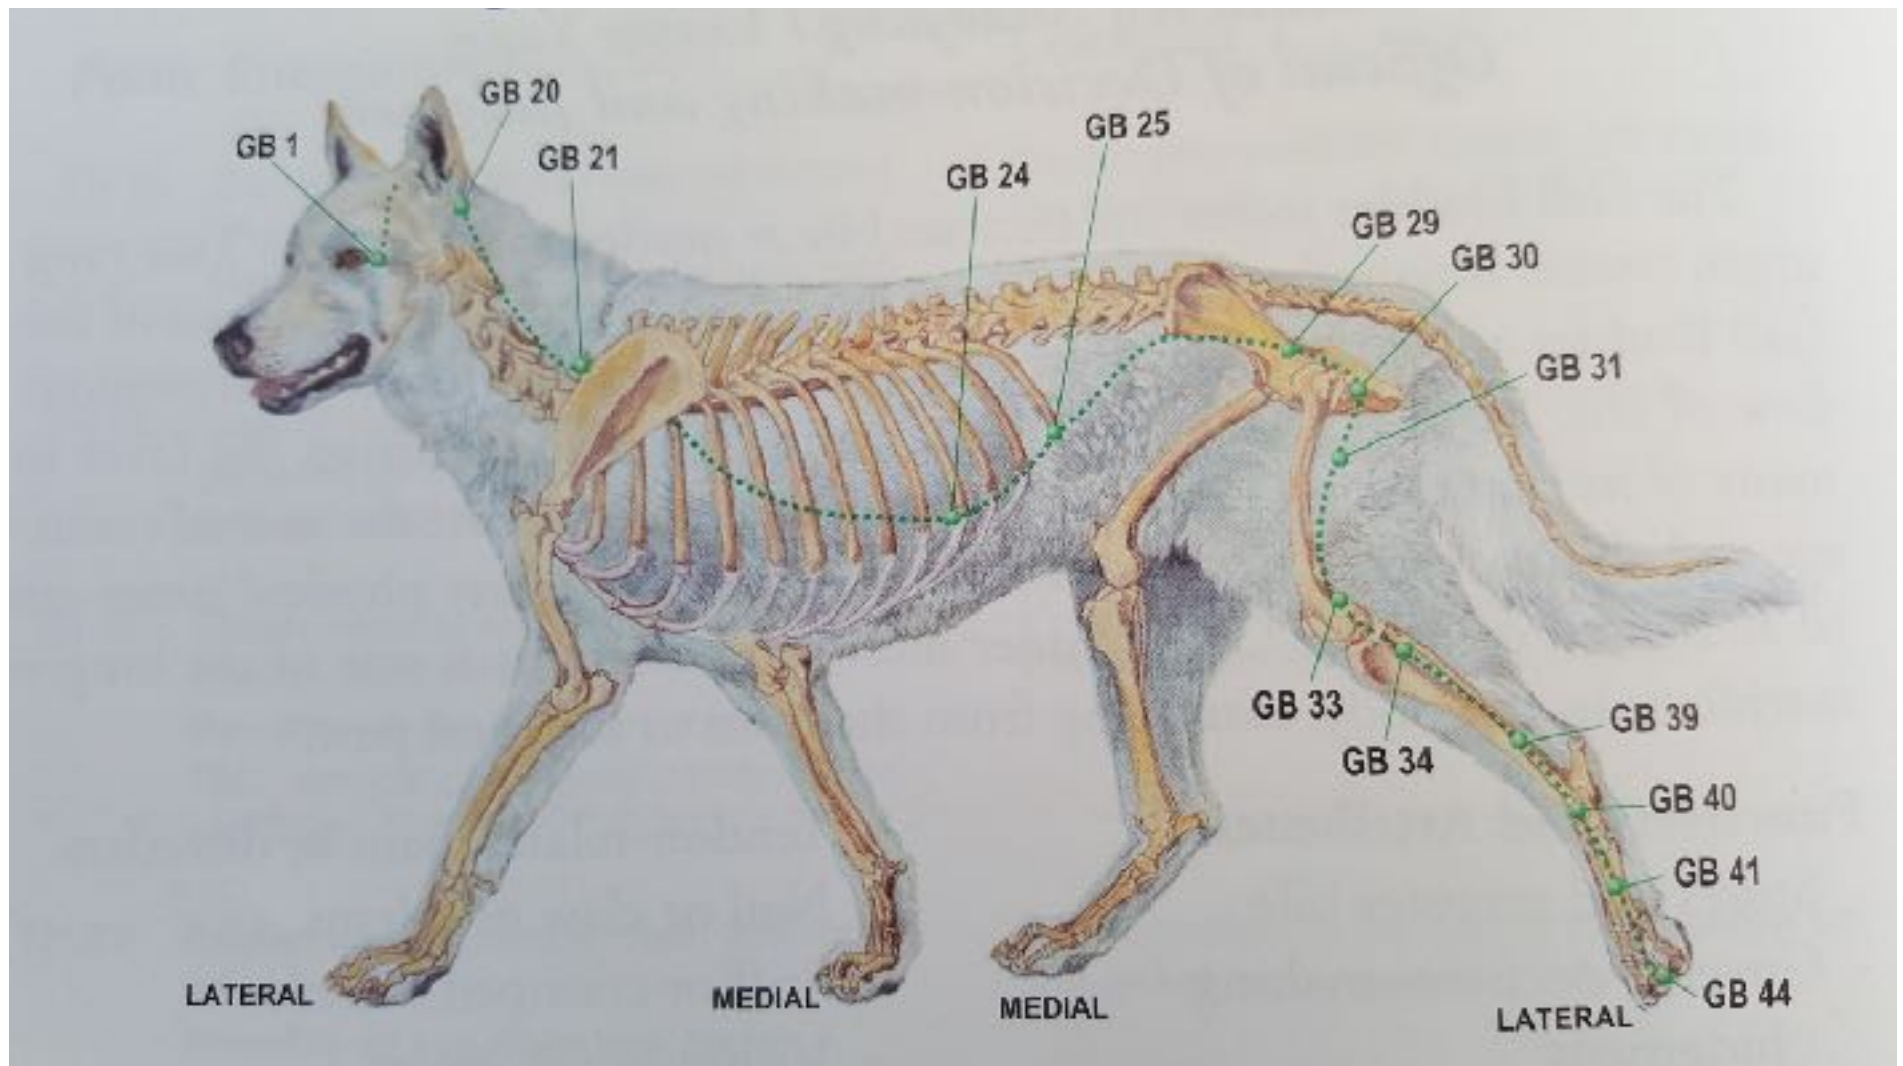 GB 20
GB 1
GB 21
GB 25
GB 24
GB 29
GB 30
GB 31
GB 33
GB 34
GB 39
GB 40
GB 41
GB 44
LATERAL
MEDIAL
MEDIAL
LATERAL